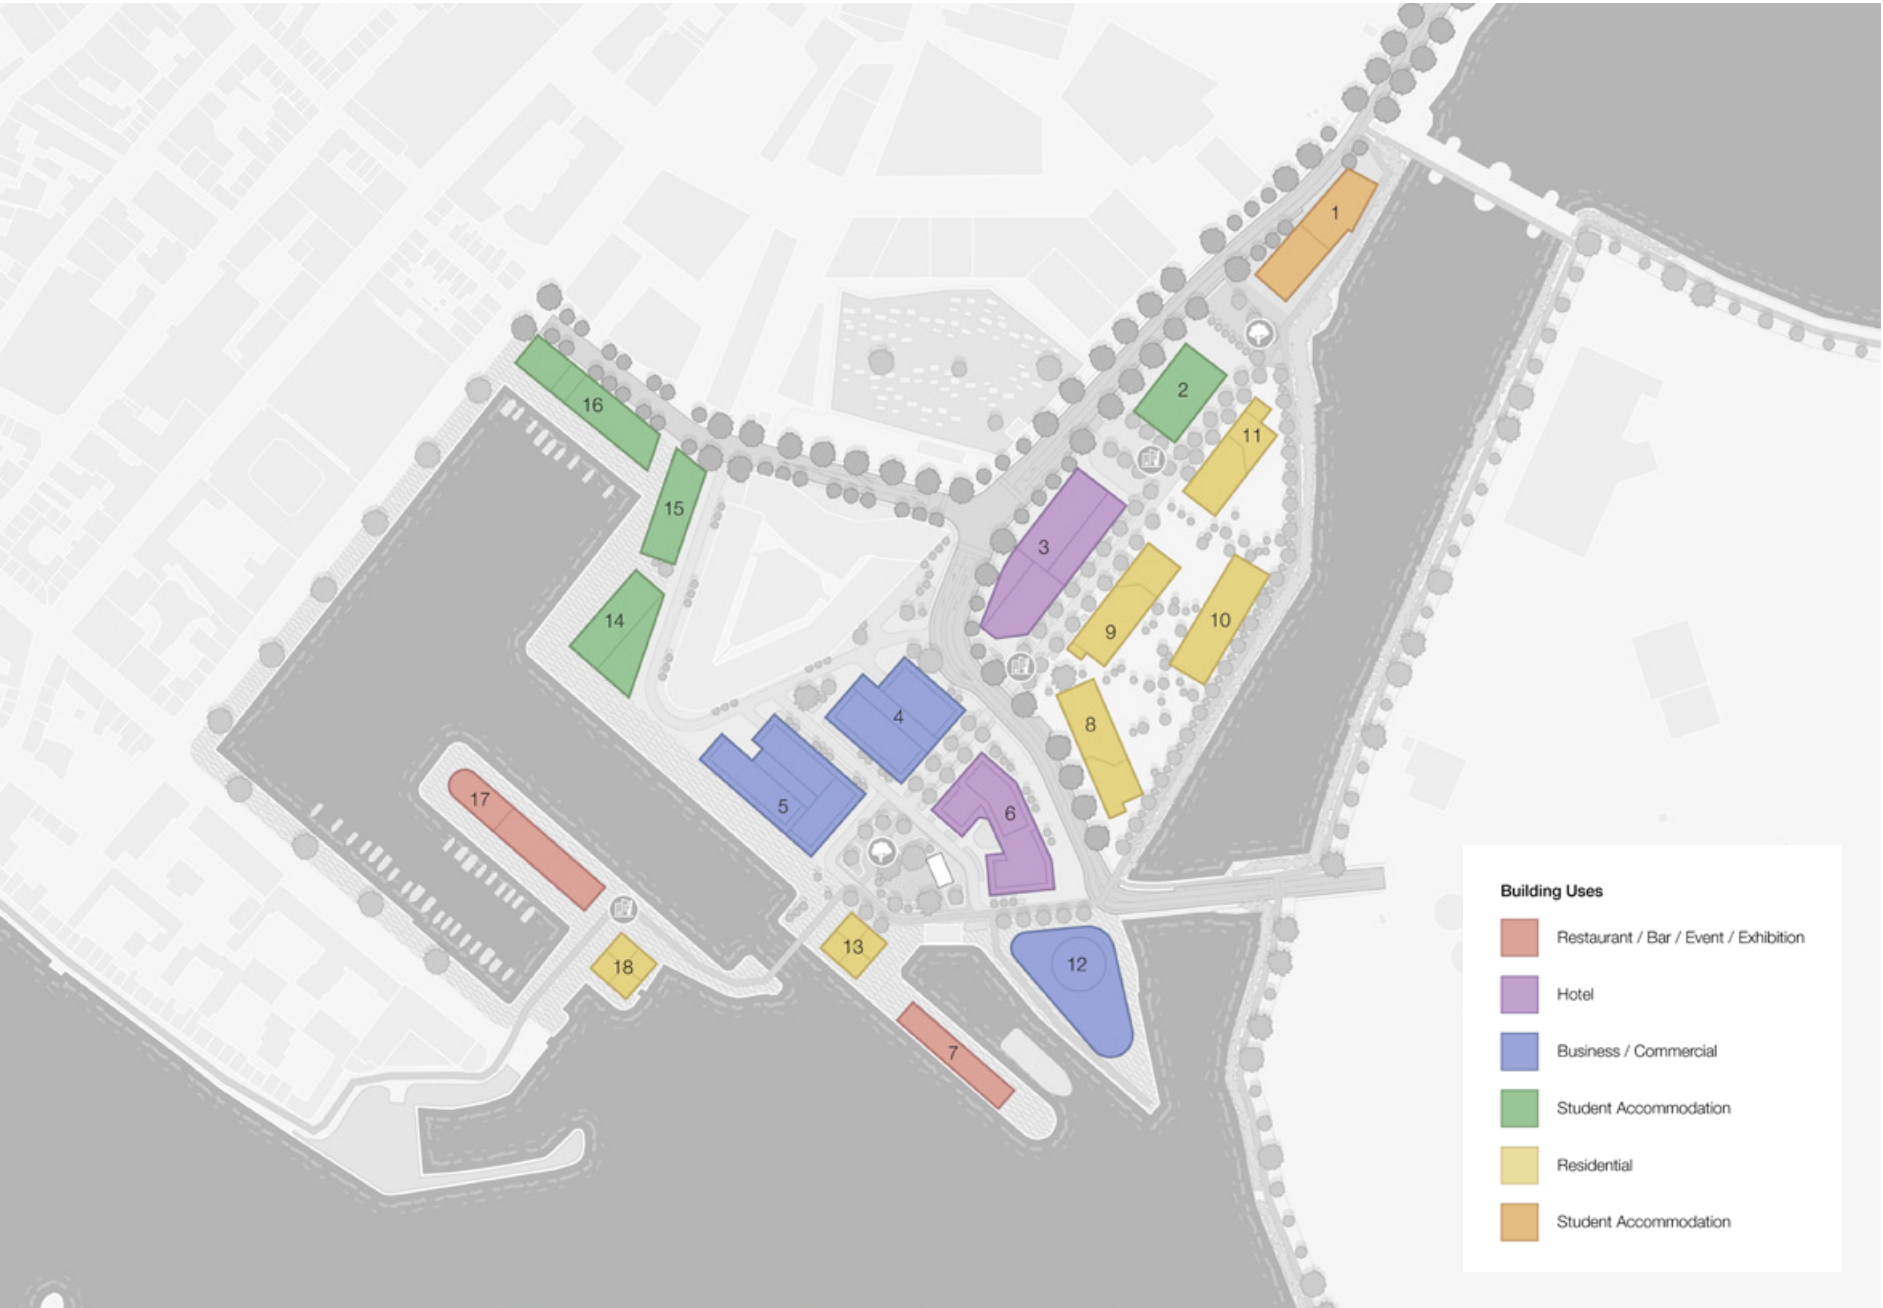 1
2
16
11
15
3
14
10
9
4
8
17
5
6
13
12
18
7
Building Uses
Restaurant / Bar / Event / Exhibition
Hotel
Business / Commercial
Student Accommodation
Residential
Student Accommodation